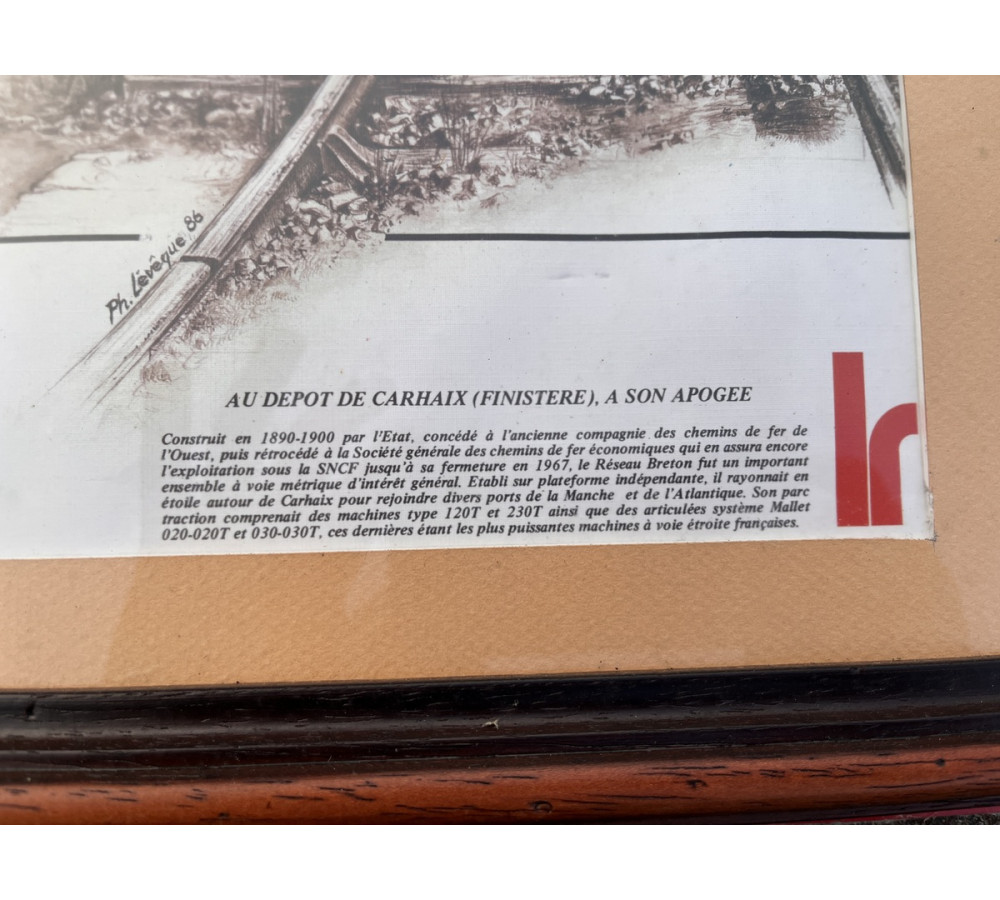 Ph. Lévêque 86
AU DEPOT DE CARHAIX (FINISTERE), A SON APOGEE
Construit en 1890-1900 par l'Etat, concédé à l'ancienne compagnie des chemins de fer de
l'Ouest, puis rétrocédé à la Société générale des chemins de fer économiques qui en assura encore
l'exploitation sous la SNCF jusqu'à sa fermeture en 1967, le Réseau Breton fut un important
ensemble à voie métrique d'intérêt général. Etabli sur plateforme indépendante, il rayonnait en
étoile autour de Carhaix pour rejoindre divers ports de la Manche et de l'Atlantique. Son parc
traction comprenait des machines type 120T et 230T ainsi que des articulées système Mallet
020-020T et 030-030T, ces dernières étant les plus puissantes machines à voie étroite françaises.